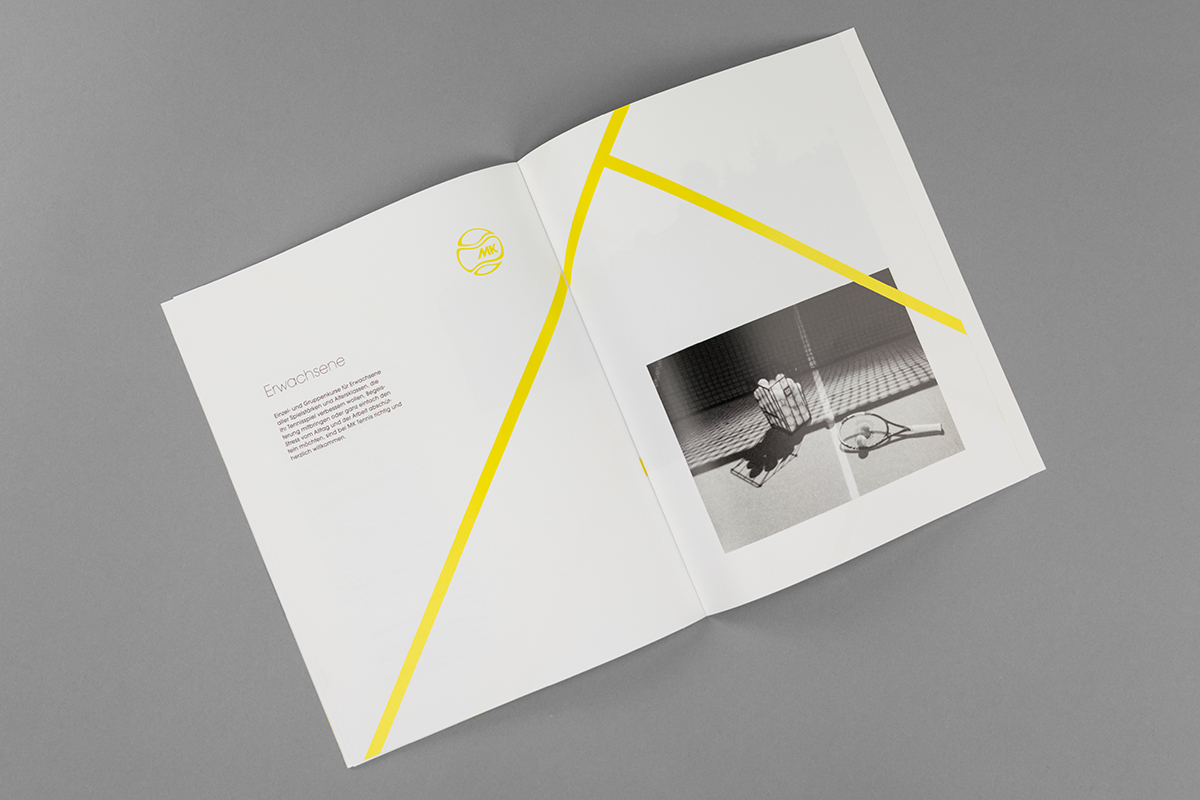 MK
Erwachsene
Einzel- und Gruppenkurse für Erwachsene
aller Spielstärken und Altersklassen, die
ihr Tennisspiel verbessern wollen, Begeis-
terung mitbringen oder ganz einfach den
Stress vom Alltag und der Arbeit abschüt-
teln möchten, sind bei MK Tennis richtig und
herzlich willkommen.